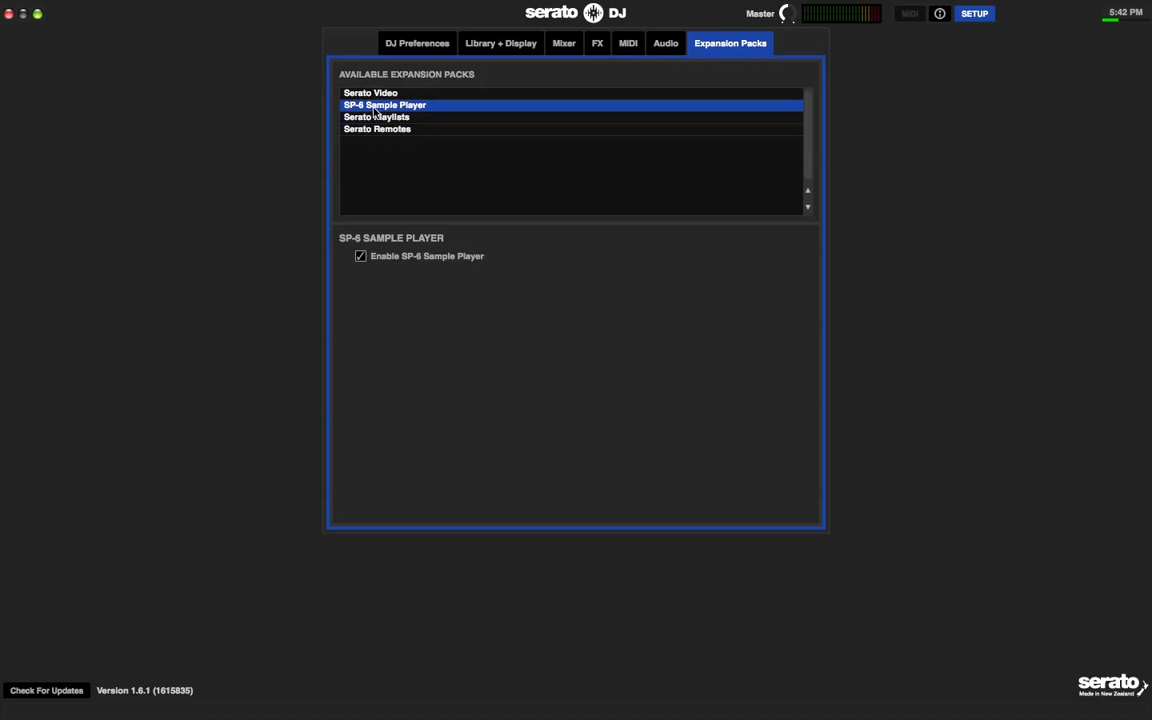 serato DJ
Master
MIDI
SETUP
5:42 PM
DJ Preferences
Library + Display
Mixer
FX
MIDI
Audio
Expansion Packs
AVAILABLE EXPANSION PACKS
Serato Video
SP-6 Sample Player
Serato Playlists
Serato Remotes
SP-6 SAMPLE PLAYER
Enable SP-6 Sample Player
Check For Updates
Version 1.6.1 (1615835)
serato
Made in New Zealand